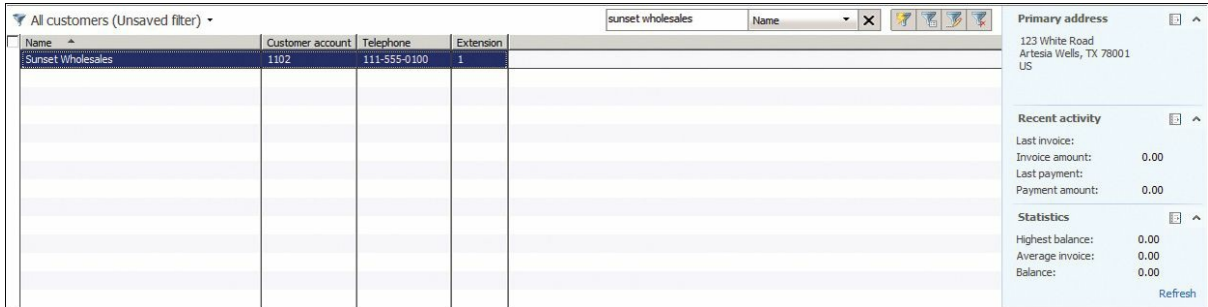 All customers (Unsaved filter)
sunset wholesales
Name
Name
Customer account
Telephone
Extension
Sunset Wholesales
1102
111-555-0100
1
Primary address
123 White Road
Artesia Wells, TX 78001
US
Recent activity
Last invoice:
Invoice amount: 0.00
Last payment:
Payment amount: 0.00
Statistics
Highest balance: 0.00
Average invoice: 0.00
Balance: 0.00
Refresh